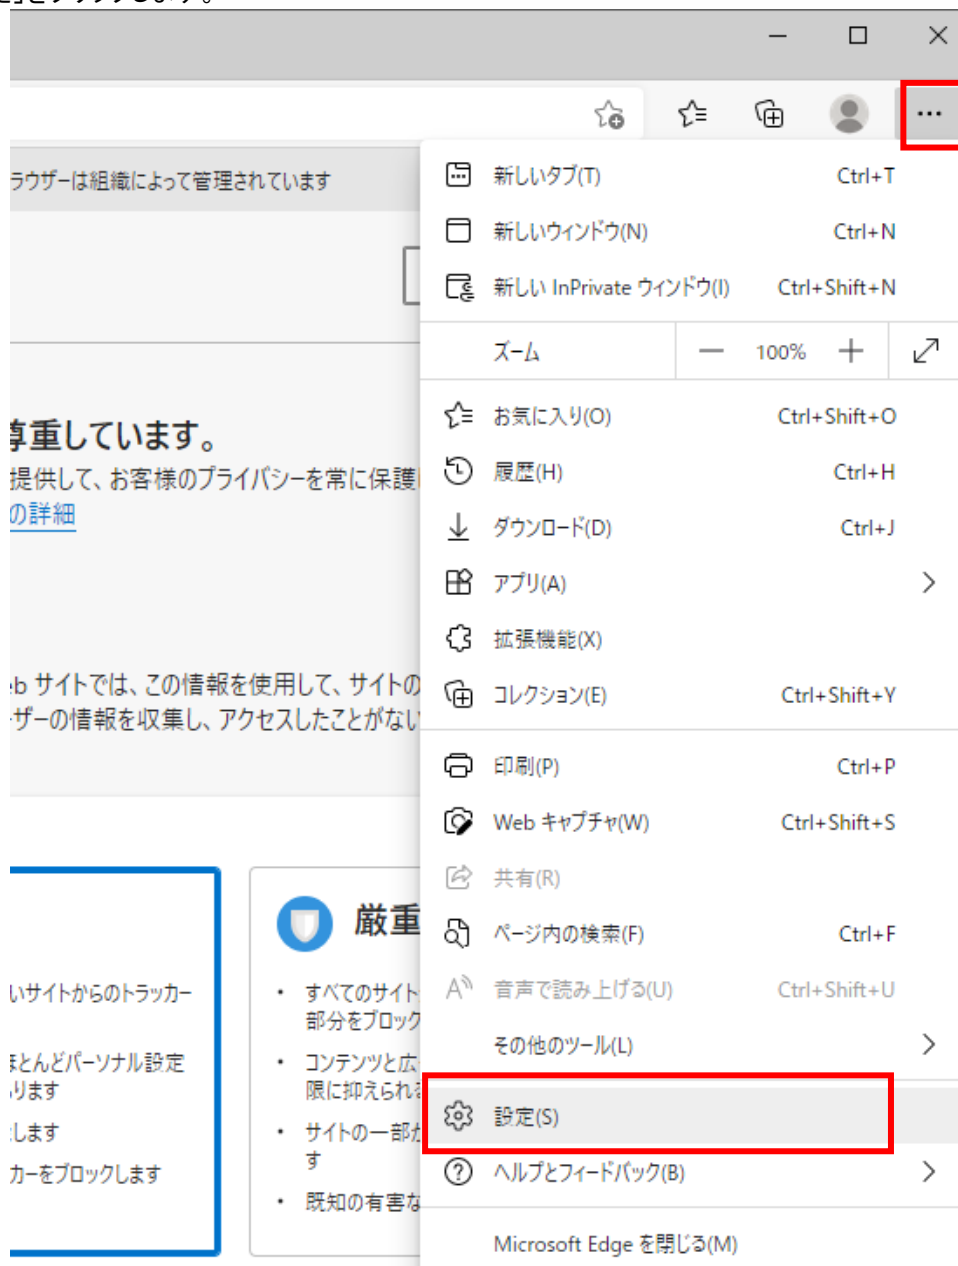 をクリックします。
ラウザーは組織によって管理されています
尊重しています。
提供して、お客様のプライバシーを常に保護
の詳細
eb サイトでは、この情報を使用して、サイトの
ーザーの情報を収集し、アクセスしたことがない
いサイトからのトラッカー
ほとんどパーソナル設定
ります
します
カーをブロックします
厳重
• すべてのサイト
部分をブロック
• コンテンツと広
限に抑えられ
• サイトの一部が
す
• 既知の有害な
新しいタブ(T) Ctrl+T
新しいウィンドウ(N) Ctrl+N
新しい InPrivate ウィンドウ(I) Ctrl+Shift+N
ズーム — 100% +
お気に入り(O) Ctrl+Shift+O
履歴(H) Ctrl+H
ダウンロード(D) Ctrl+J
アプリ(A)
拡張機能(X)
コレクション(E) Ctrl+Shift+Y
印刷(P) Ctrl+P
Web キャプチャ(W) Ctrl+Shift+S
共有(R)
ページ内の検索(F) Ctrl+F
音声で読み上げる(U) Ctrl+Shift+U
その他のツール(L)
設定(S)
ヘルプとフィードバック(B)
Microsoft Edge を閉じる(M)